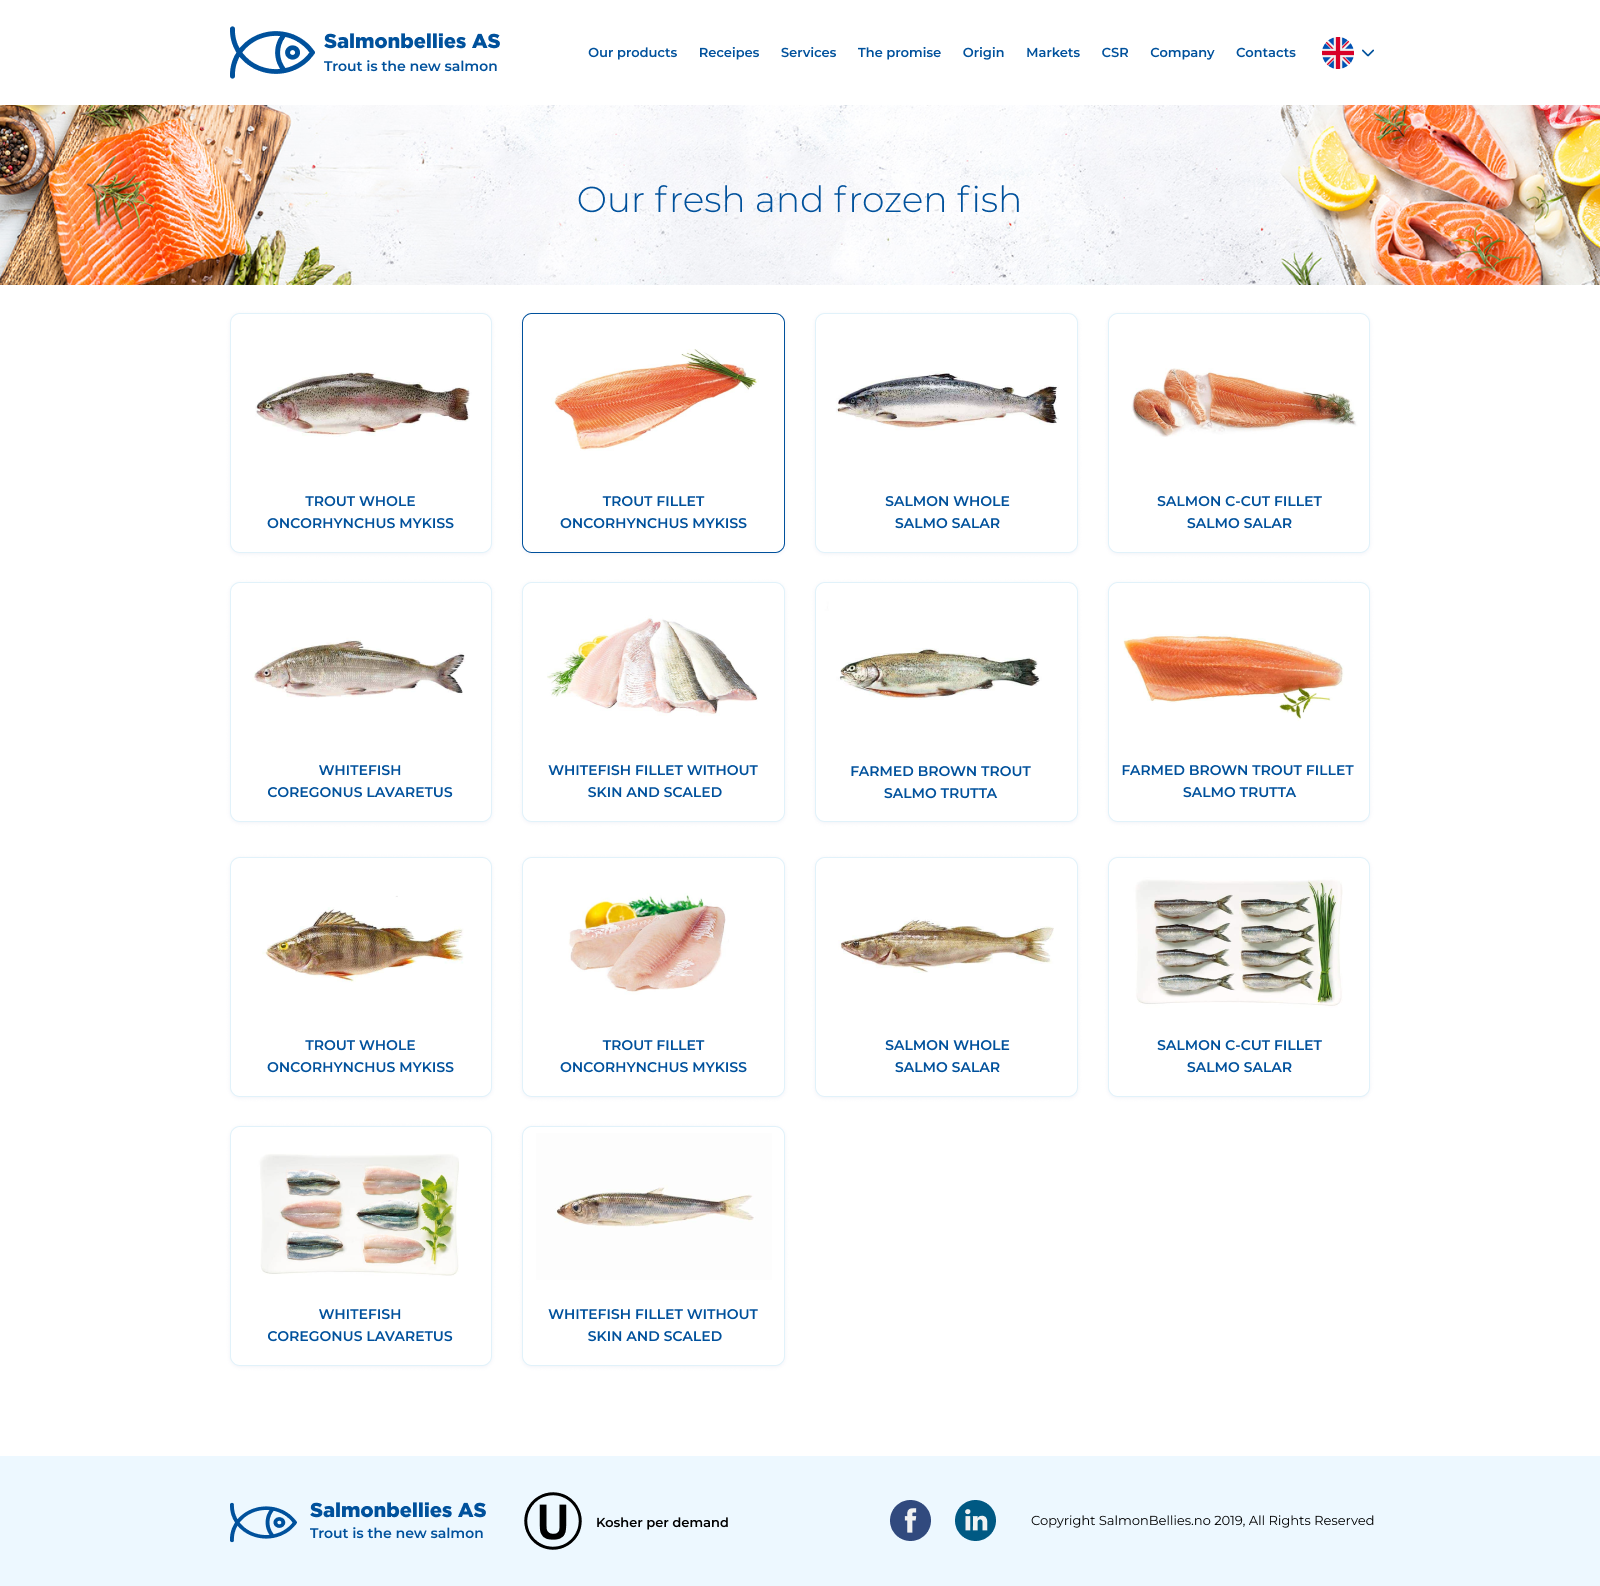 Salmonbellies AS
Trout is the new salmon
Our products Receipes Services The promise Origin Markets CSR Company Contacts
Our fresh and frozen fish
TROUT WHOLE
ONCORHYNCHUS MYKISS
TROUT FILLET
ONCORHYNCHUS MYKISS
SALMON WHOLE
SALMO SALAR
SALMON C-CUT FILLET
SALMO SALAR
WHITEFISH
COREGONUS LAVARETUS
WHITEFISH FILLET WITHOUT
SKIN AND SCALED
FARMED BROWN TROUT
SALMO TRUTTA
FARMED BROWN TROUT FILLET
SALMO TRUTTA
TROUT WHOLE
ONCORHYNCHUS MYKISS
TROUT FILLET
ONCORHYNCHUS MYKISS
SALMON WHOLE
SALMO SALAR
SALMON C-CUT FILLET
SALMO SALAR
WHITEFISH
COREGONUS LAVARETUS
WHITEFISH FILLET WITHOUT
SKIN AND SCALED
Salmonbellies AS
Trout is the new salmon
U
Kosher per demand
f
in
Copyright SalmonBellies.no 2019, All Rights Reserved